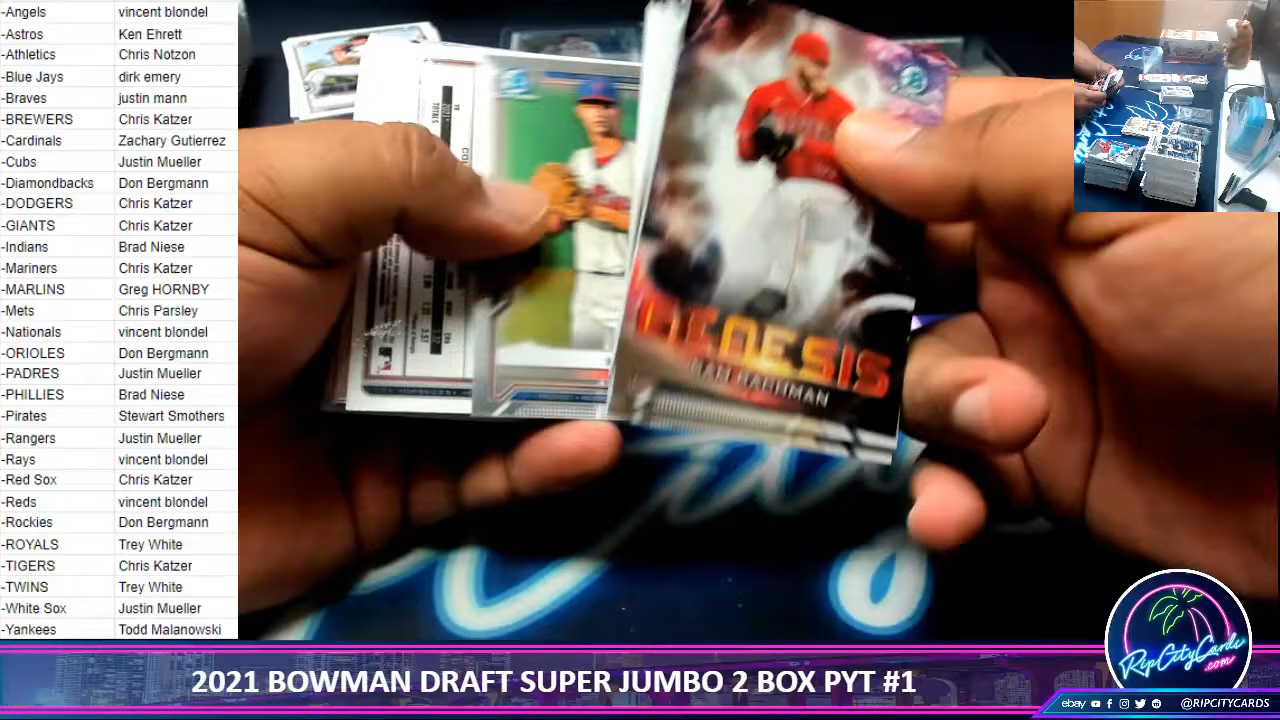 -Angels vincent blondel
-Astros Ken Ehrett
-Athletics Chris Notzon
-Blue Jays dirk emery
-Braves justin mann
-BREWERS Chris Katzer
-Cardinals Zachary Gutierrez
-Cubs Justin Mueller
-Diamondbacks Don Bergmann
-DODGERS Chris Katzer
-GIANTS Chris Katzer
-Indians Brad Niese
-Mariners Chris Katzer
-MARLINS Greg HORNBY
-Mets Chris Parsley
-Nationals vincent blondel
-ORIOLES Don Bergmann
-PADRES Justin Mueller
-PHILLIES Brad Niese
-Pirates Stewart Smothers
-Rangers Justin Mueller
-Rays vincent blondel
-Red Sox Chris Katzer
-Reds vincent blondel
-Rockies Don Bergmann
-ROYALS Trey White
-TIGERS Chris Katzer
-TWINS Trey White
-White Sox Justin Mueller
-Yankees Todd Malanowski
GENESIS
SAM BACHMAN
2021 BOWMAN DRAFT SUPER JUMBO 2 BOX PYT #1
RipCityCards
.com
ebay @RIPCITYCARDS